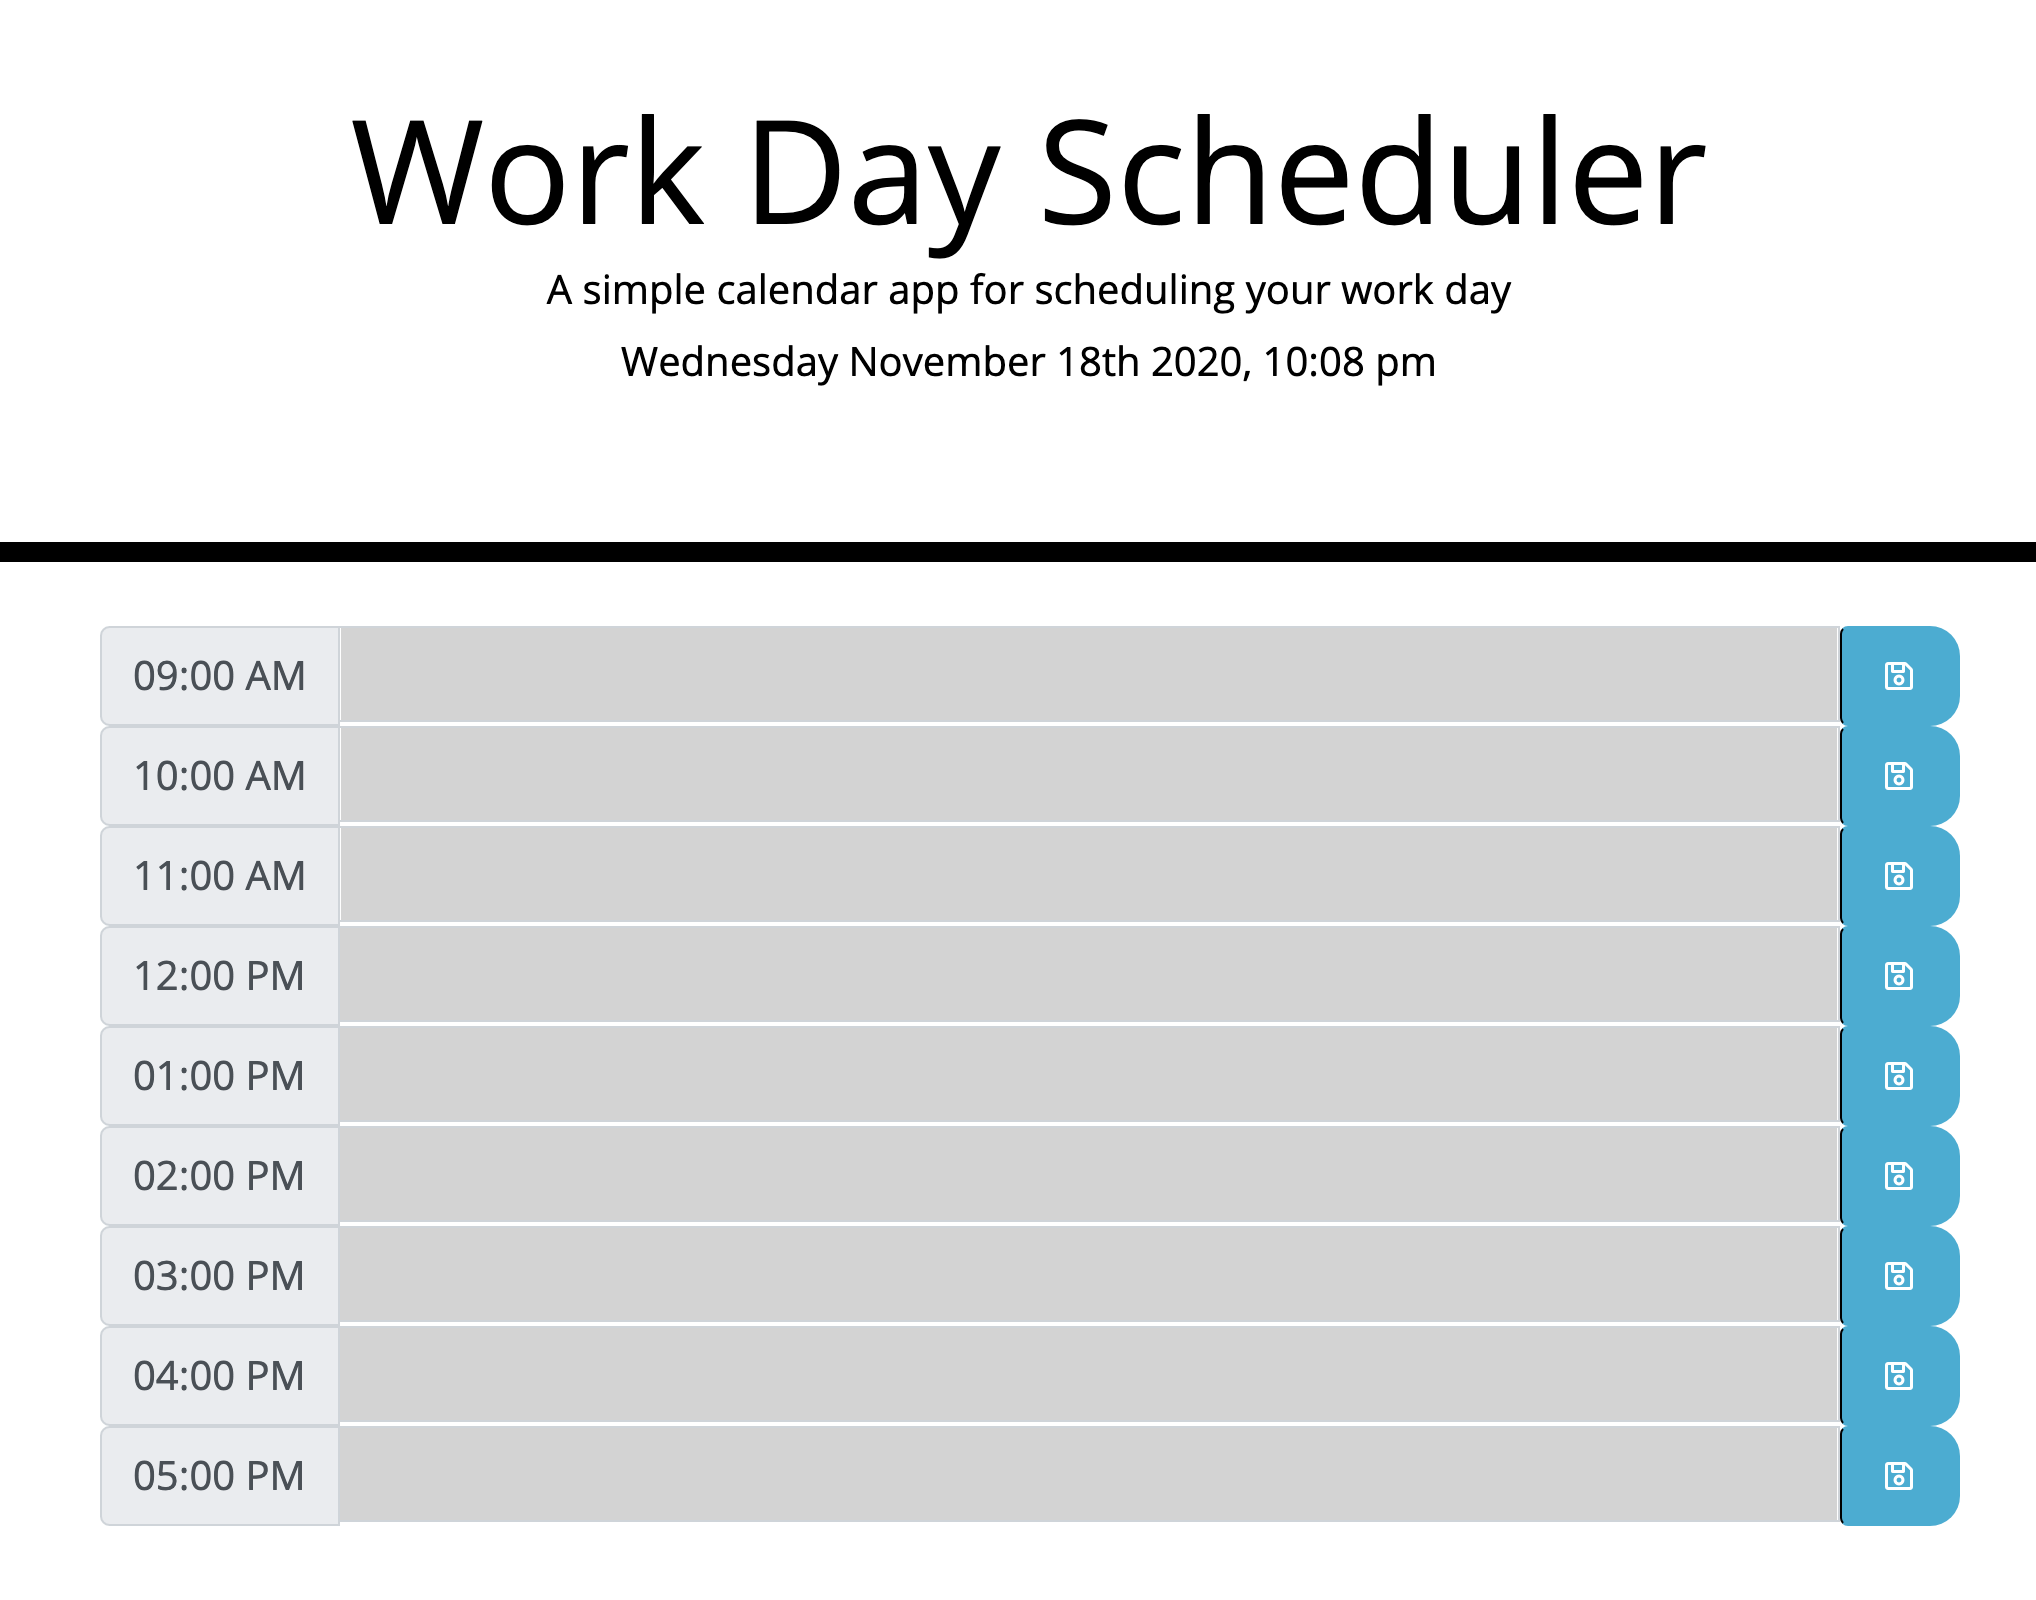 Work Day Scheduler
A simple calendar app for scheduling your work day
Wednesday November 18th 2020, 10:08 pm
09:00 AM
10:00 AM
11:00 AM
12:00 PM
01:00 PM
02:00 PM
03:00 PM
04:00 PM
05:00 PM